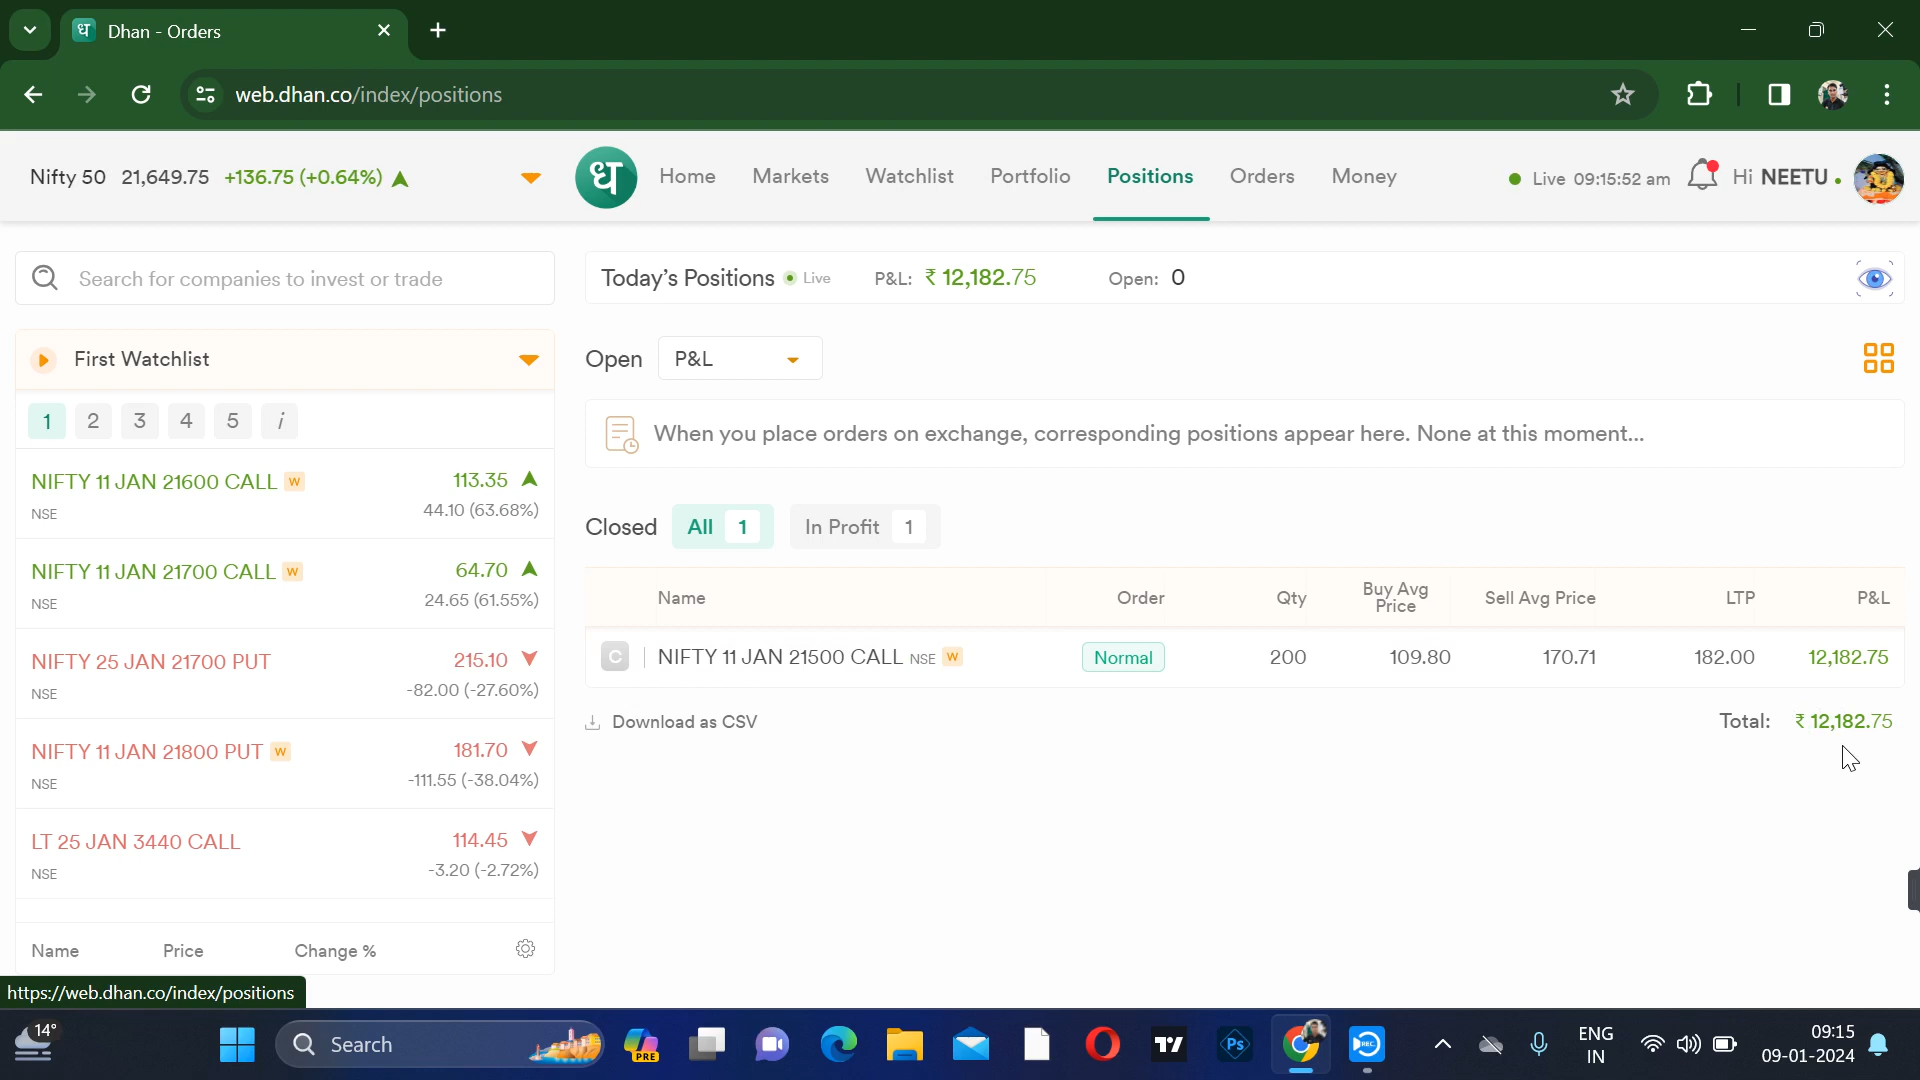 Dhan - Orders
web.dhan.co/index/positions
Nifty 50 21,649.75 +136.75 (+0.64%)
ध
Home Markets Watchlist Portfolio Positions Orders Money
Live 09:15:52 am
Hi NEETU
Search for companies to invest or trade
Today's Positions Live P&L: ₹ 12,182.75 Open: 0
First Watchlist
Open P&L
1 2 3 4 5 i
When you place orders on exchange, corresponding positions appear here. None at this moment...
NIFTY 11 JAN 21600 CALL W 113.35
NSE 44.10 (63.68%)
NIFTY 11 JAN 21700 CALL W 64.70
NSE 24.65 (61.55%)
NIFTY 25 JAN 21700 PUT 215.10
NSE -82.00 (-27.60%)
NIFTY 11 JAN 21800 PUT W 181.70
NSE -111.55 (-38.04%)
LT 25 JAN 3440 CALL 114.45
NSE -3.20 (-2.72%)
Name Price Change %
Closed All 1 In Profit 1
Name Order Qty Buy Avg Price Sell Avg Price LTP P&L
C NIFTY 11 JAN 21500 CALL NSE W Normal 200 109.80 170.71 182.00 12,182.75
Download as CSV Total: ₹ 12,182.75
https://web.dhan.co/index/positions
14°
Search
PRE
Ps
REC
ENG
IN
09:15
09-01-2024